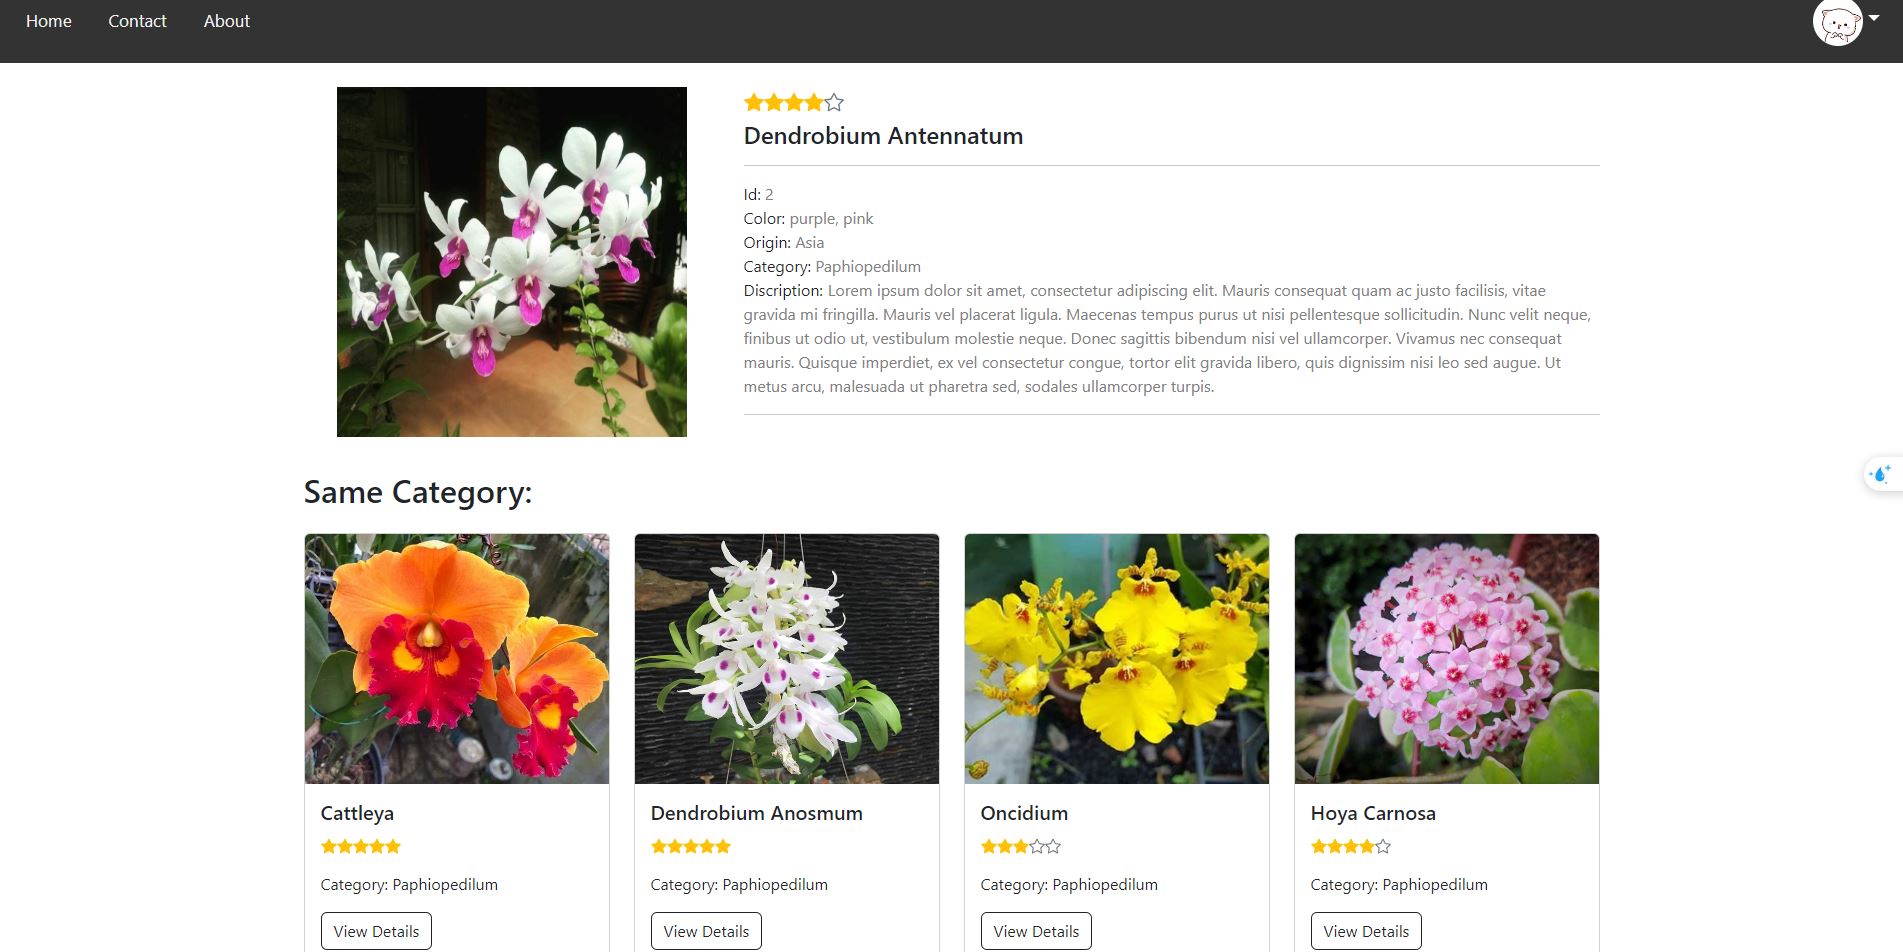 Home Contact About
Dendrobium Antennatum
Id: 2
Color: purple, pink
Origin: Asia
Category: Paphiopedilum
Discription: Lorem ipsum dolor sit amet, consectetur adipiscing elit. Mauris consequat quam ac justo facilisis, vitae
gravida mi fringilla. Mauris vel placerat ligula. Maecenas tempus purus ut nisi pellentesque sollicitudin. Nunc velit neque,
finibus ut odio ut, vestibulum molestie neque. Donec sagittis bibendum nisi vel ullamcorper. Vivamus nec consequat
mauris. Quisque imperdiet, ex vel consectetur congue, tortor elit gravida libero, quis dignissim nisi leo sed augue. Ut
metus arcu, malesuada ut pharetra sed, sodales ullamcorper turpis.
Same Category:
Cattleya
Category: Paphiopedilum
View Details
Dendrobium Anosmum
Category: Paphiopedilum
View Details
Oncidium
Category: Paphiopedilum
View Details
Hoya Carnosa
Category: Paphiopedilum
View Details